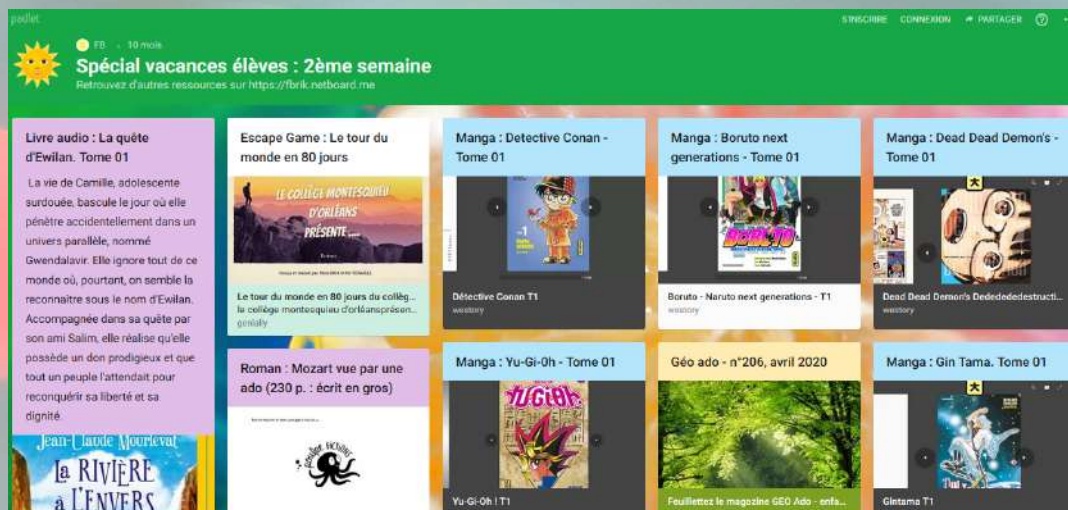 padlet
S'INSCRIRE CONNEXION PARTAGER
FB 10 mois
Spécial vacances élèves : 2ème semaine
Retrouvez d'autres ressources sur https://fbrik.netboard.me
Livre audio : La quête
d'Ewilan. Tome 01
La vie de Camille, adolescente
surdouée, bascule le jour où elle
pénètre accidentellement dans un
univers parallèle, nommé
Gwendalavir. Elle ignore tout de ce
monde où, pourtant, on semble la
reconnaitre sous le nom d'Ewilan.
Accompagnée dans sa quête par
son ami Salim, elle réalise qu'elle
possède un don prodigieux et que
tout un peuple l'attendait pour
reconquérir sa liberté et sa
dignité.
Jean-Claude Mourlevat
La RIVIÈRE
à L'ENVERS
Escape Game : Le tour du
monde en 80 jours
LE COLLÈGE MONTESQUIEU
D'ORLÉANS
PRÉSENTE ....
Le tour du monde en 80 jours du collèg...
le collège montesquieu d'orléansprésen...
genially
Roman : Mozart vue par une
ado (230 p. : écrit en gros)
Manga : Detective Conan -
Tome 01
Détective Conan T1
westory
Manga : Yu-Gi-Oh - Tome 01
YU-GI-OH!
Yu-Gi-Oh ! T1
Manga : Boruto next
generations - Tome 01
BORUTO
Boruto - Naruto next generations - T1
westory
Géo ado - n°206, avril 2020
Feuilletez le magazine GEO Ado - enfa...
Manga : Dead Dead Demon's -
Tome 01
Dead Dead Demon's Dededededestructi...
westory
Manga : Gin Tama. Tome 01
Gintama T1